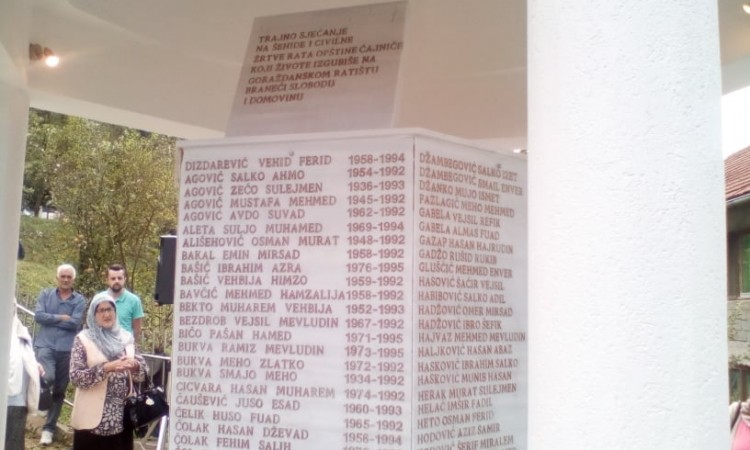 TRAJNO SJEĆANJE
NA ŠEHIDE I CIVILNE
ŽRTVE RATA OPŠTINE ČAJNIČE
KOJI ŽIVOTE IZGUBIŠE NA
GORAŽDANSKOM RATIŠTU
BRANEĆI SLOBODU
I DOMOVINU
DIZDAREVIĆ VEHID FERID 1958-1994
AGOVIĆ SALKO AHMO 1954-1992
AGOVIĆ ZEČO SULEJMEN 1936-1993
AGOVIĆ MUSTAFA MEHMED 1945-1992
AGOVIĆ AVDO SUVAD 1962-1992
ALETA SULJO MUHAMED 1969-1994
ALIŠEHOVIĆ OSMAN MURAT 1948-1992
BAKAL EMIN MIRSAD 1958-1992
BAŠIĆ IBRAHIM AZRA 1976-1995
BAŠIĆ VEHBIJA HIMZO 1959-1992
BAVČIĆ MEHMED HAMZALIJA 1958-1992
BEKTO MUHAREM VEHBIJA 1952-1993
BEZDROB VEJSIL MEVLUDIN 1967-1992
BIČO PAŠAN HAMED 1971-1995
BUKVA RAMIZ MEVLUDIN 1973-1995
BUKVA MEHO ZLATKO 1972-1992
BUKVA SMAJO MEHO 1934-1992
CICVARA HASAN MUHAREM 1974-1992
ČAUŠEVIĆ JUSO ESAD 1960-1993
ČELIK HUSO FUAD 1965-1992
ČOLAK HASAN DŽEVAD 1956-1994
ČOLAK FEHIM SALIH
DŽAMBEGOVIĆ SALKO IZET
DŽAMBEGOVIĆ SMAIL ENVER
DŽANKO MUJO ISMET
PAZLAGIĆ MEHO MEHMED
GABELA VEJSIL REFIK
GABELA ALMAS FUAD
GAZAP HASAN HAJRUDIN
GADŽO RUŠID RUKIB
GLUŠČIĆ MEHMED ENVER
HASOVIĆ ŠAĆIR VEJSIL
HABIBOVIĆ SALKO ADIL
HADŽOVIĆ OMER MIRSAD
HADŽOVIĆ IBRO ŠEFIK
HAJVAZ MEHMED MEVLUDIN
HALJKOVIĆ HASAN ABAZ
HASKOVIĆ IBRAHIM SALKO
HASKOVIĆ MUNIS HASAN
HERAK MURAT SULEJMEN
HELAĆ IMŠIR FADIL
HETO OSMAN FERID
HODOVIĆ AZIZ SAMIR
HODOVIĆ ŠERIF MIRALEM